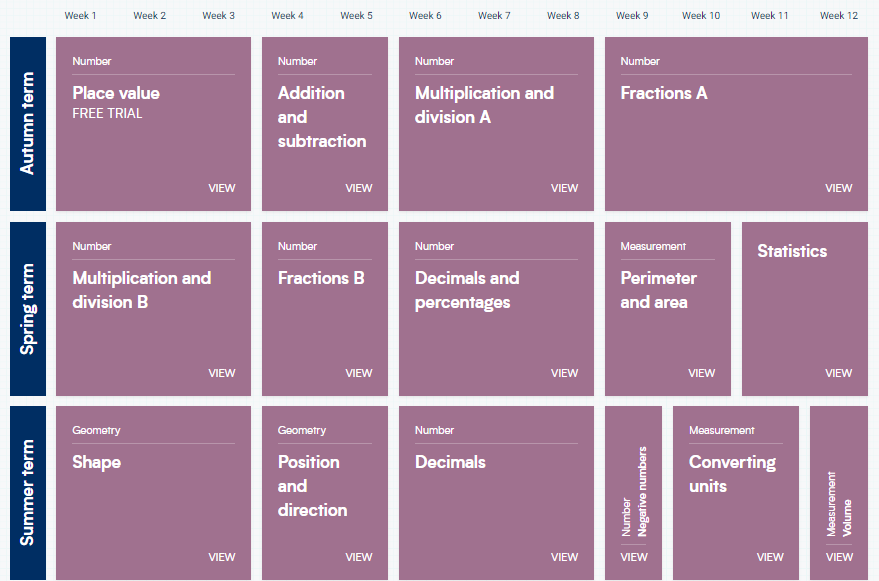 Week 1
Week 2
Week 3
Week 4
Week 5
Week 6
Week 7
Week 8
Week 9
Week 10
Week 11
Week 12
Autumn term
Number
Place value
FREE TRIAL
VIEW
Number
Addition
and
subtraction
VIEW
Number
Multiplication and
division A
VIEW
Number
Fractions A
VIEW
Spring term
Number
Multiplication and
division B
VIEW
Number
Fractions B
VIEW
Number
Decimals and
percentages
VIEW
Measurement
Perimeter
and area
VIEW
Statistics
VIEW
Summer term
Geometry
Shape
VIEW
Geometry
Position
and
direction
VIEW
Number
Decimals
VIEW
Number
Negative numbers
VIEW
Measurement
Converting
units
VIEW
Measurement
Volume
VIEW